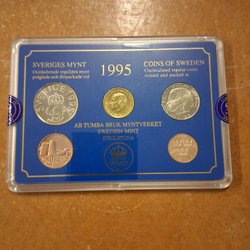 SVERIGES MYNT
Ocirkulerade reguljära mynt
präglade och förpackade vid
1995
COINS OF SWEDEN
Uncirculated regular coins
minted and packed at
AB TUMBA BRUK MYNTVERKET
SWEDISH MINT
ESKILSTUNA